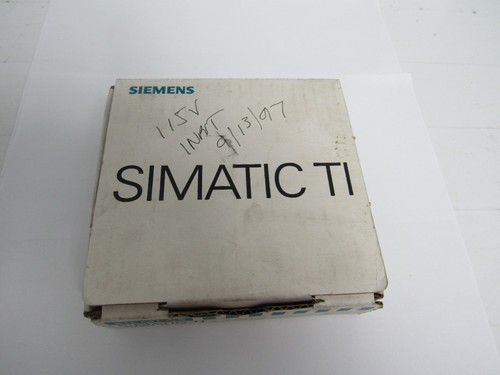 SIEMENS
115V
INPUT
9/13/97
SIMATIC TI